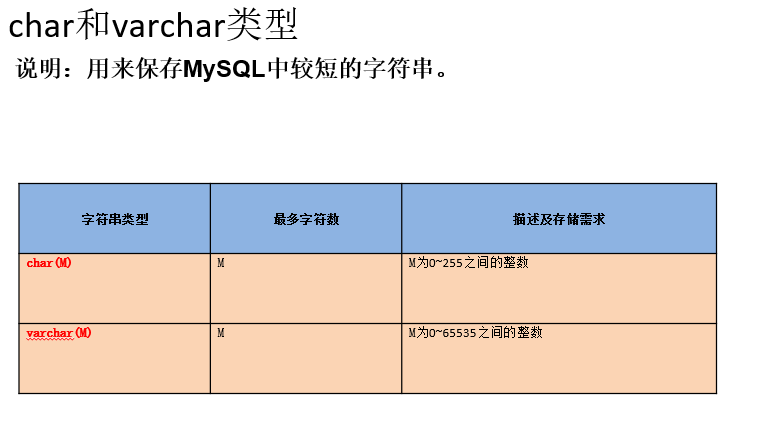 char和varchar类型
说明：用来保存MySQL中较短的字符串。
字符串类型 最多字符数 描述及存储需求
char(M) M M为0~255之间的整数
varchar(M) M M为0~65535之间的整数